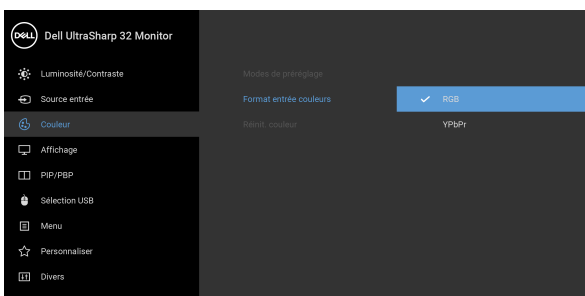 DELL Dell UltraSharp 32 Monitor
Luminosité/Contraste
Modes de préréglage
Source entrée
Format entrée couleurs
RGB
Couleur
Réinit. couleur
YPbPr
Affichage
PIP/PBP
Sélection USB
Menu
Personnaliser
Divers